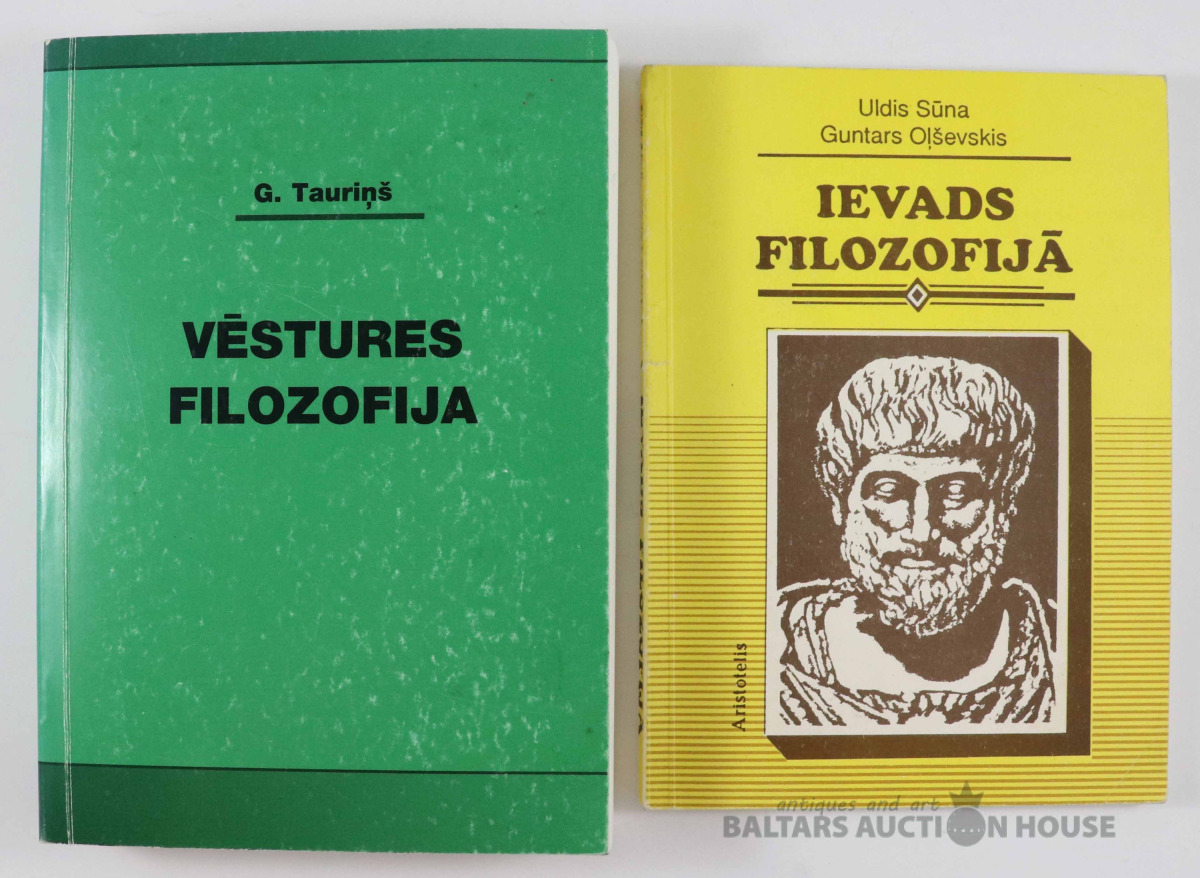 G. Tauriņš
VĒSTURES
FILOZOFIJA
Uldis Sūna
Guntars Oļševskis
IEVADS
FILOZOFIJĀ
Aristotelis
antiques and art
BALTARS AUCTION HOUSE